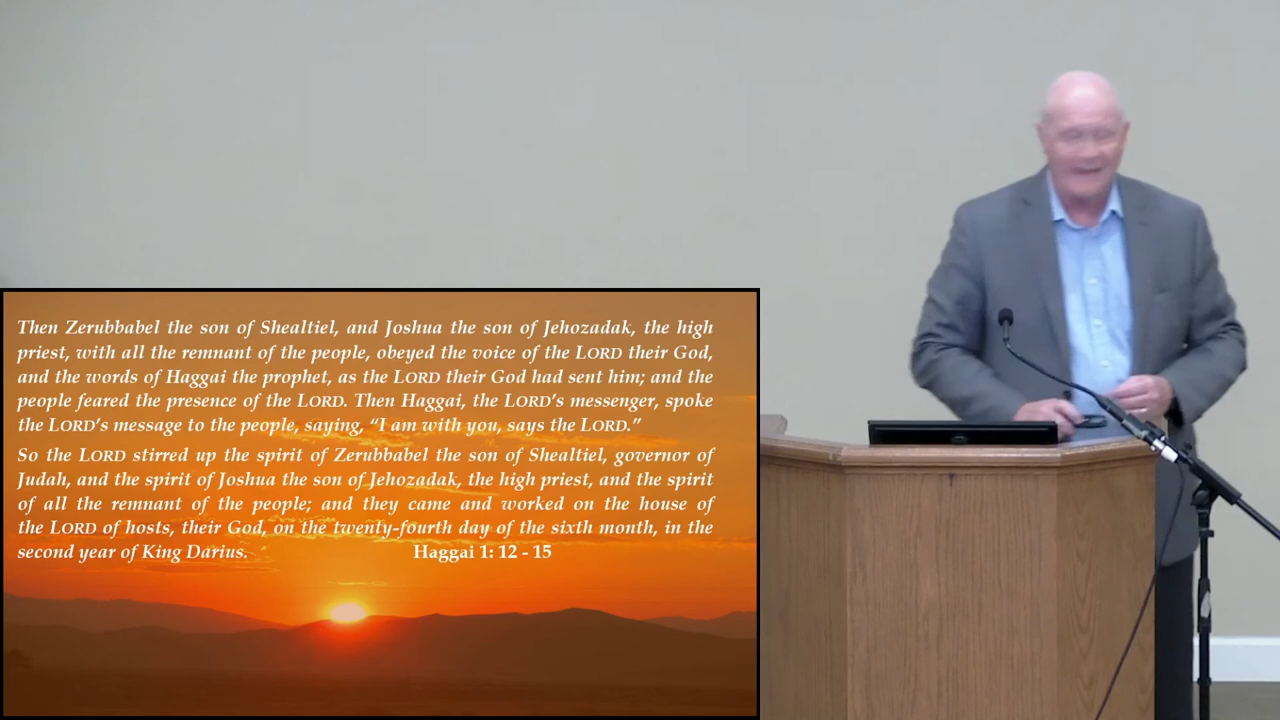 Then Zerubbabel the son of Shealtiel, and Joshua the son of Jehozadak, the high
priest, with all the remnant of the people, obeyed the voice of the LORD their God,
and the words of Haggai the prophet, as the LORD their God had sent him; and the
people feared the presence of the LORD. Then Haggai, the LORD’s messenger, spoke
the LORD’s message to the people, saying, “I am with you, says the LORD.”
So the LORD stirred up the spirit of Zerubbabel the son of Shealtiel, governor of
Judah, and the spirit of Joshua the son of Jehozadak, the high priest, and the spirit
of all the remnant of the people; and they came and worked on the house of
the LORD of hosts, their God, on the twenty-fourth day of the sixth month, in the
second year of King Darius. Haggai 1: 12 - 15